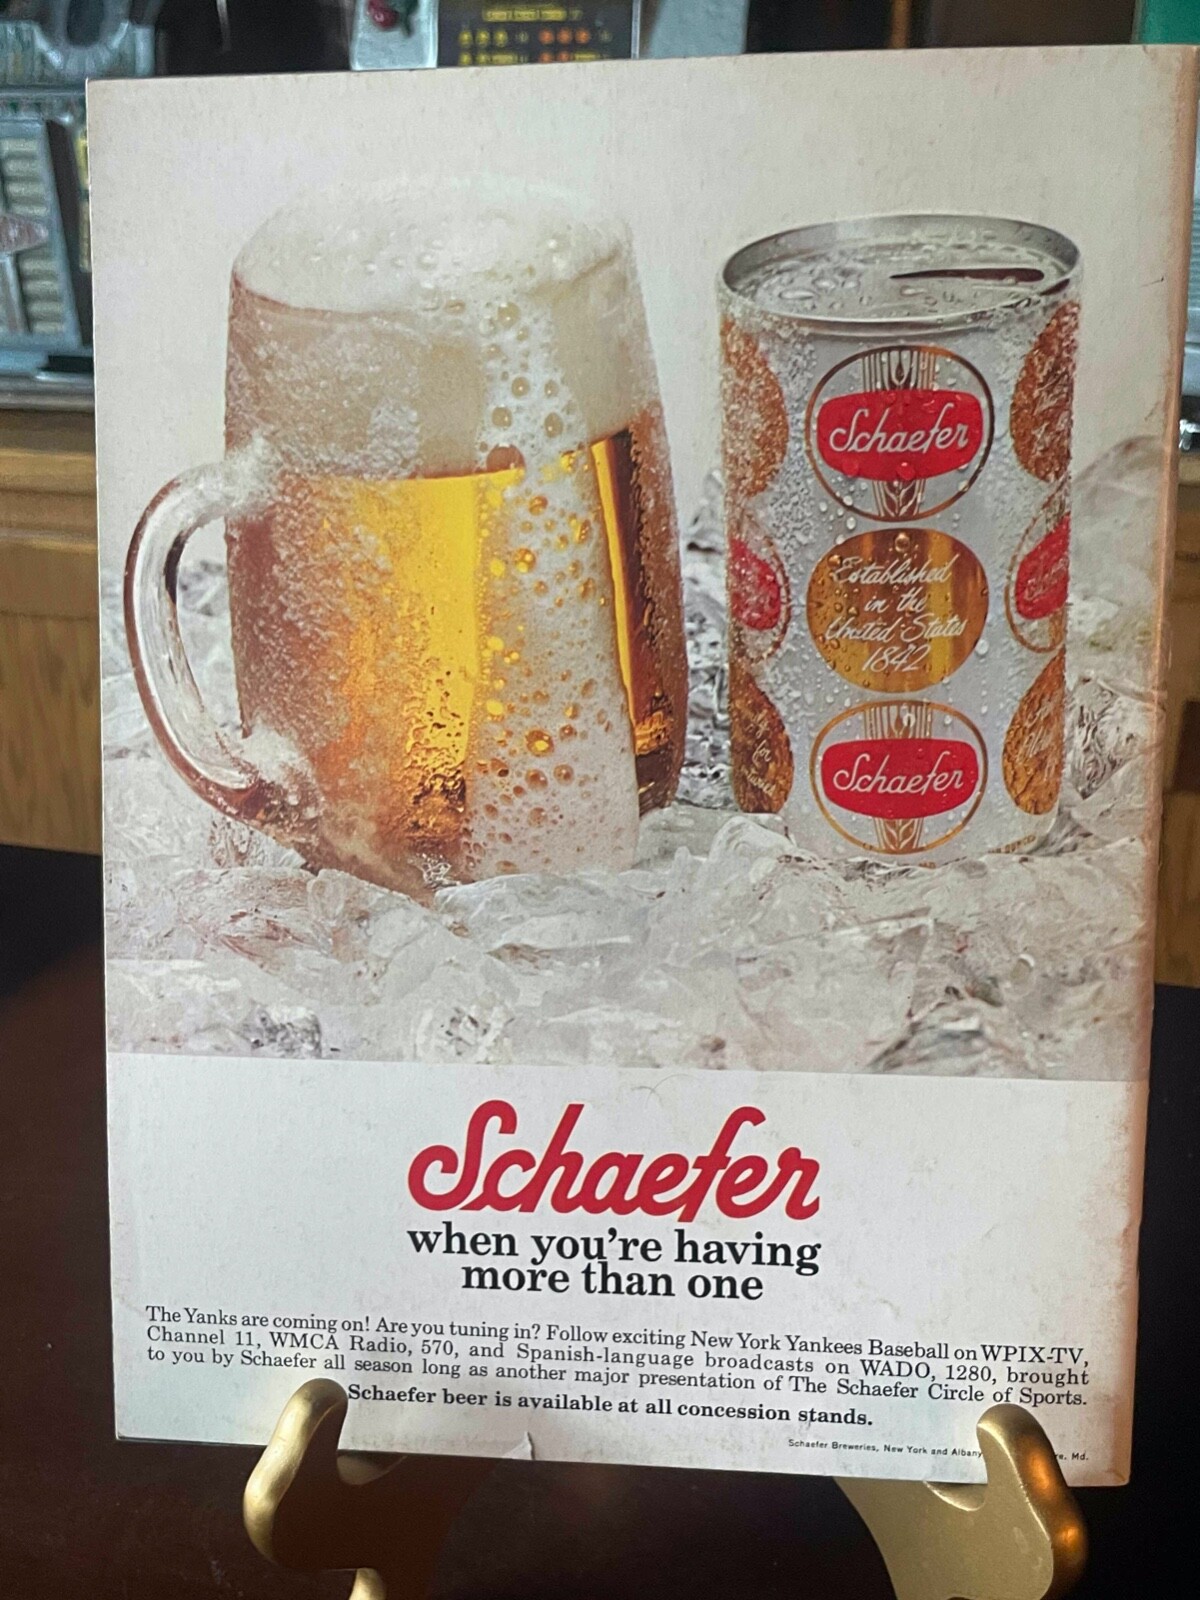 Schaefer
Established
in the
United States
1842
Schaefer
for
Schaefer
when you're having
more than one
The Yanks are coming on! Are you tuning in? Follow exciting New York Yankees Baseball on WPIX-TV,
Channel 11, WMCA Radio, 570, and Spanish-language broadcasts on WADO, 1280, brought
to you by Schaefer all season long as another major presentation of The Schaefer Circle of Sports.
Schaefer beer is available at all concession stands.
Schaefer Breweries, New York and Albany Md.